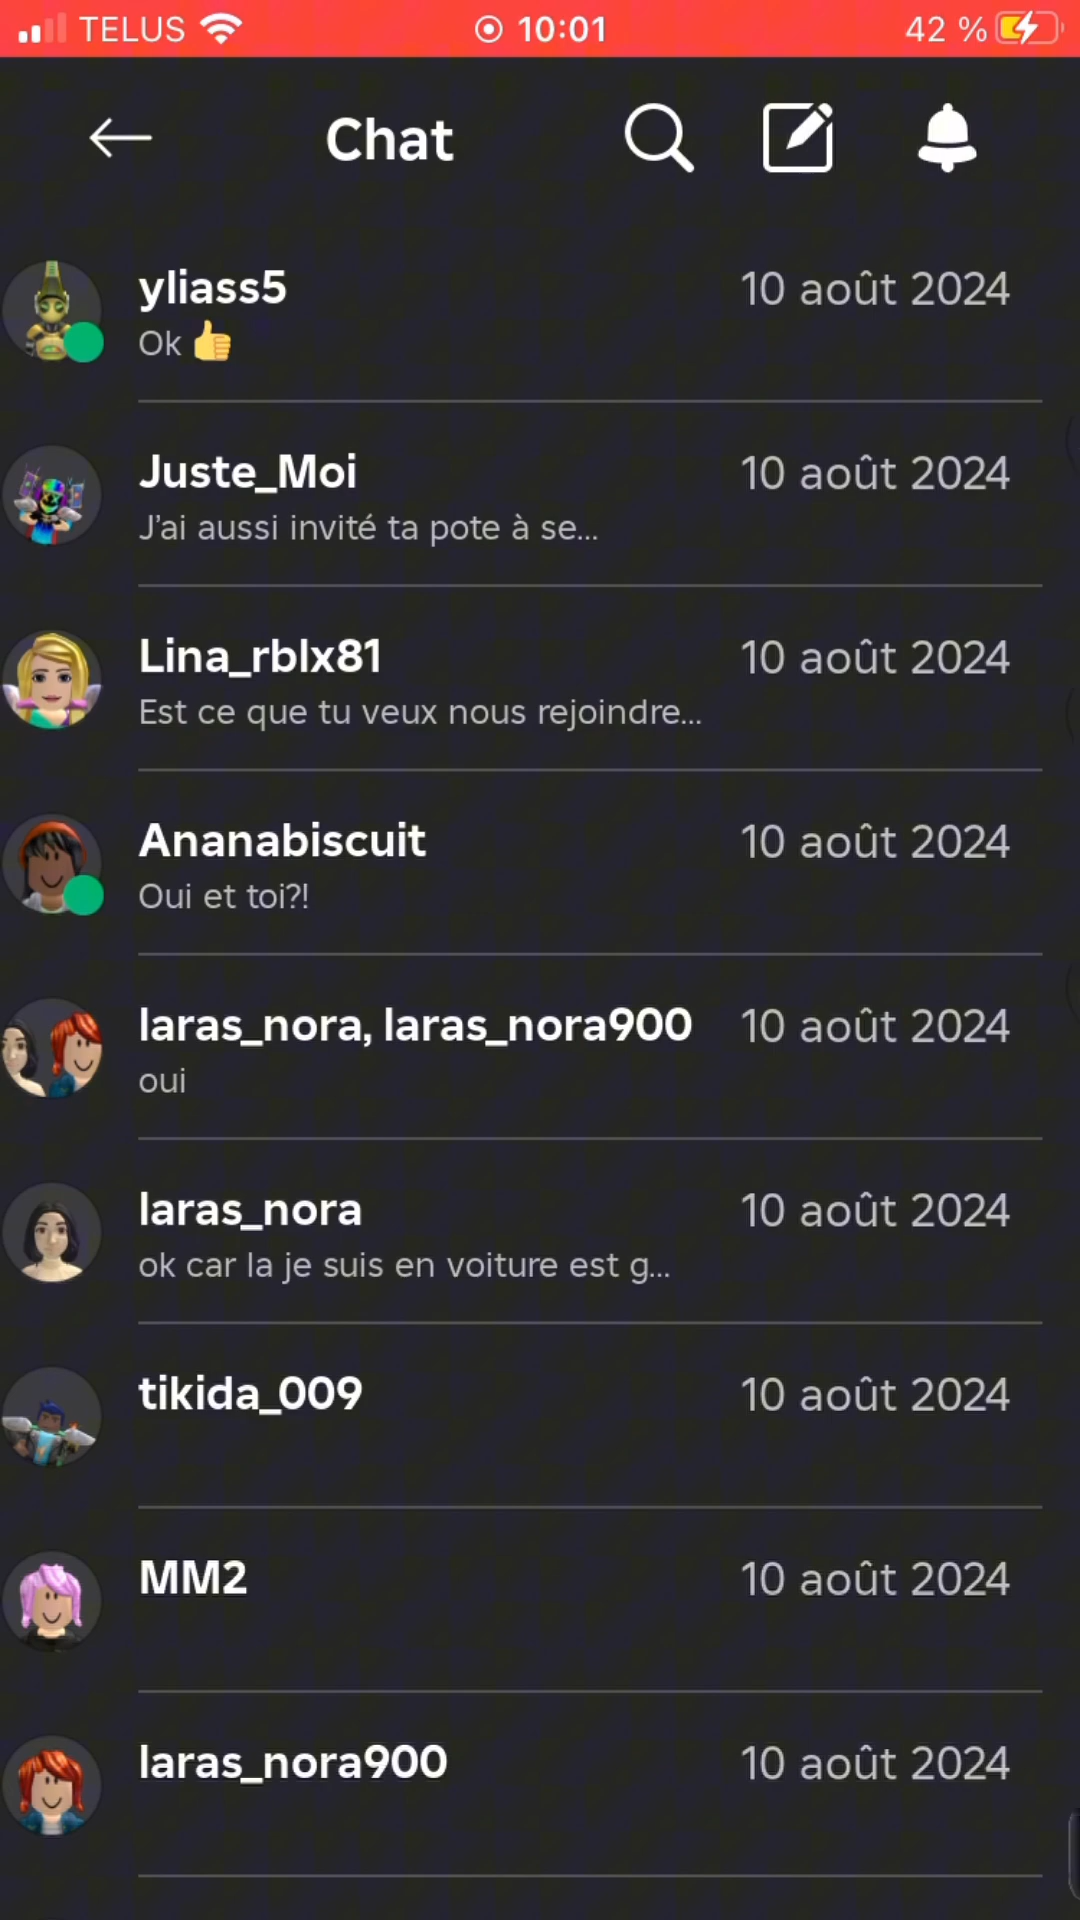 TELUS 10:01 42 %
Chat
yliass5 10 août 2024
Ok 👍
Juste_Moi 10 août 2024
J'ai aussi invité ta pote à se...
Lina_rblx81 10 août 2024
Est ce que tu veux nous rejoindre...
Ananabiscuit 10 août 2024
Oui et toi?!
laras_nora, laras_nora900 10 août 2024
oui
laras_nora 10 août 2024
ok car la je suis en voiture est g...
tikida_009 10 août 2024
MM2 10 août 2024
laras_nora900 10 août 2024